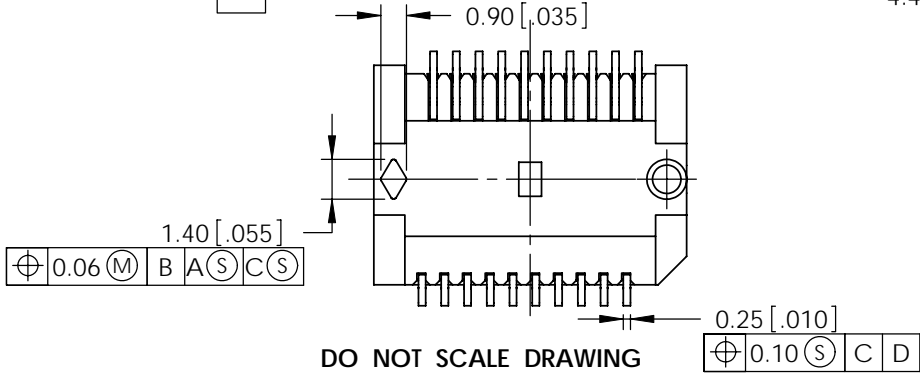 0.90 [.035]
1.40 [.055]
⌖ 0.06 Ⓜ B A Ⓢ C Ⓢ
0.25 [.010]
⌖ 0.10 Ⓢ C D
DO NOT SCALE DRAWING